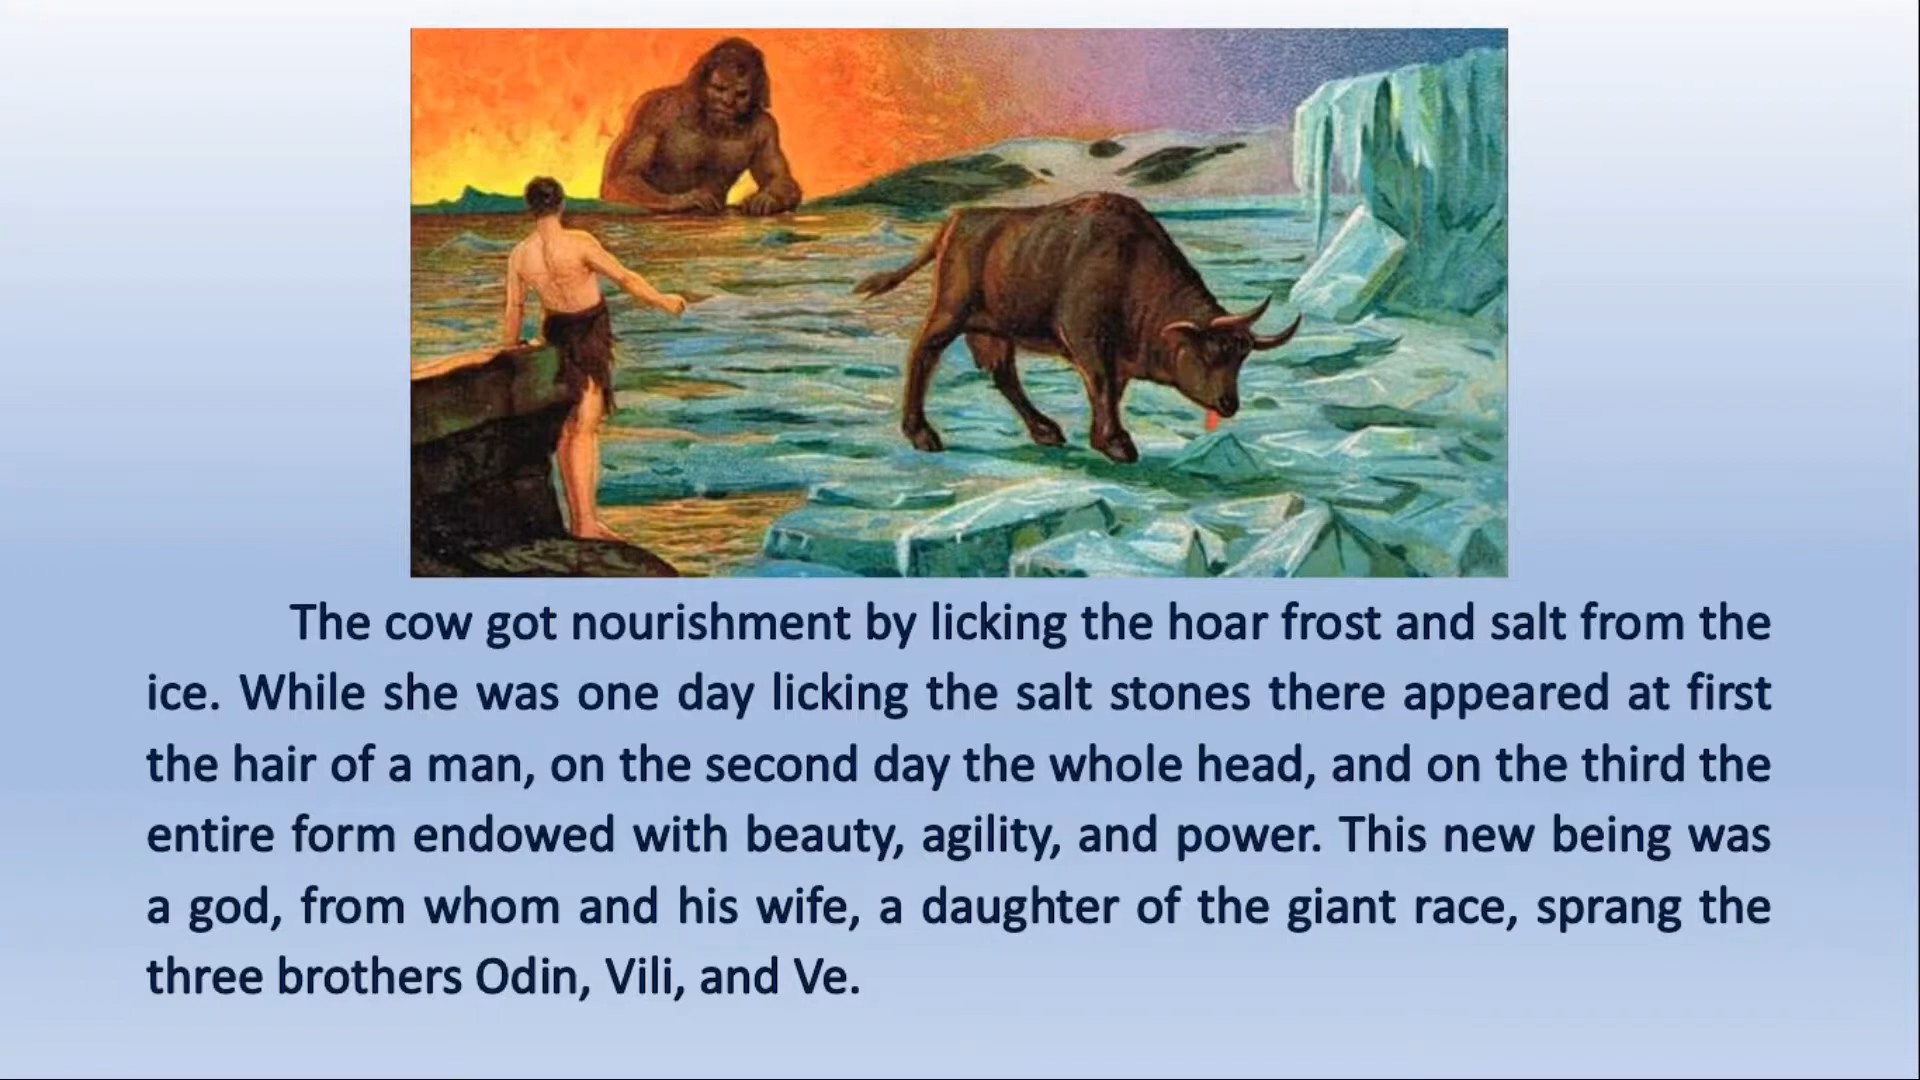 The cow got nourishment by licking the hoar frost and salt from the
ice. While she was one day licking the salt stones there appeared at first
the hair of a man, on the second day the whole head, and on the third the
entire form endowed with beauty, agility, and power. This new being was
a god, from whom and his wife, a daughter of the giant race, sprang the
three brothers Odin, Vili, and Ve.